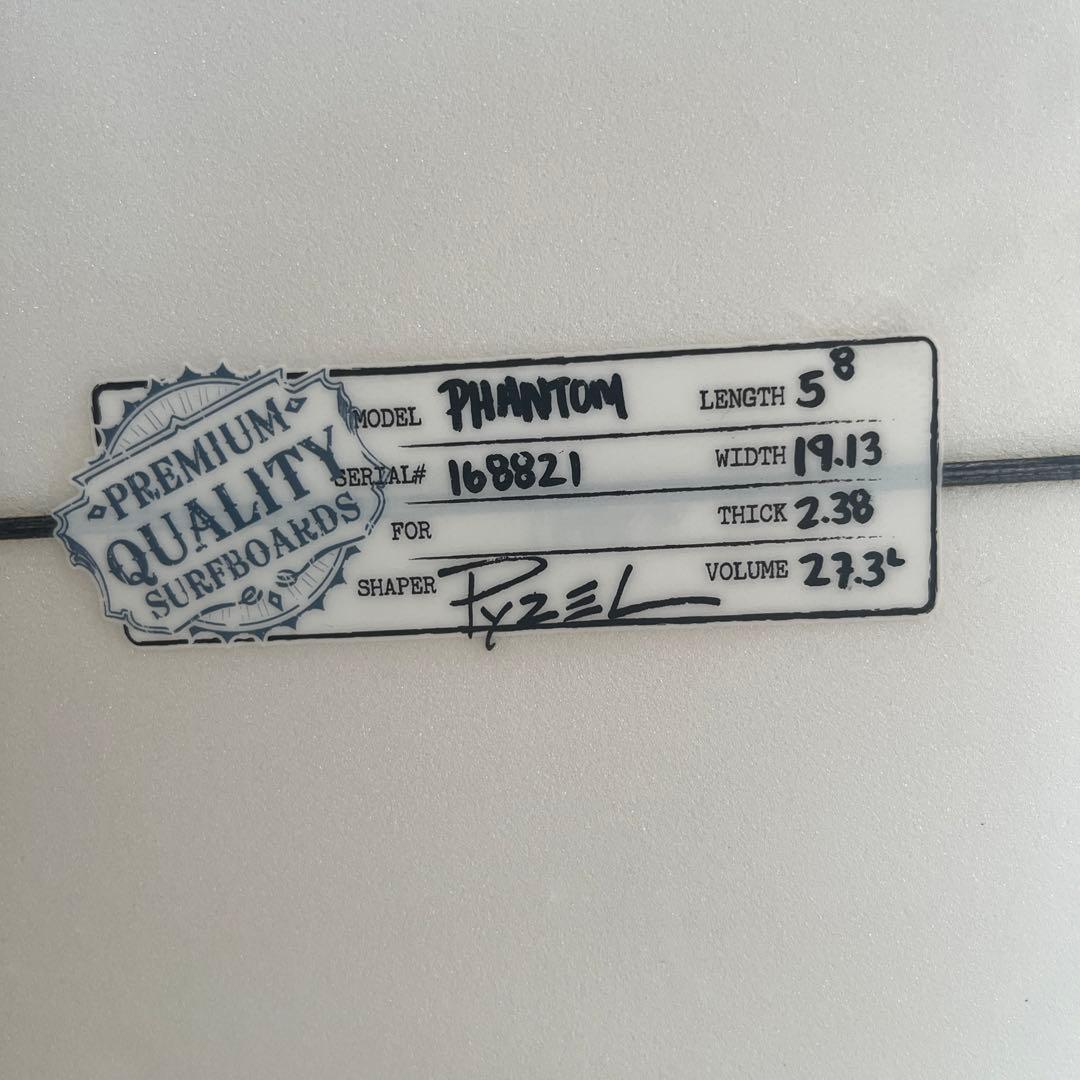 PREMIUM
QUALITY
SURFBOARDS
MODEL PHANTOM
SERIAL# 168821
FOR
SHAPER PYZEL
LENGTH 5 8
WIDTH 19.13
THICK 2.38
VOLUME 27.3L